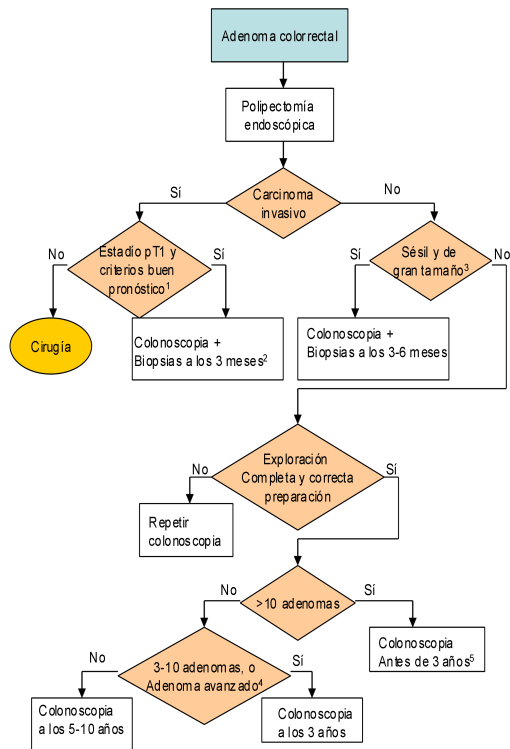 Adenoma colorrectal
Polipectomía
endoscópica
Carcinoma
invasivo
Sí
No
Estadío pT1 y
criterios buen
pronóstico1
No
Sí
Sésil y de
gran tamaño3
Sí
No
Cirugía
Colonoscopia +
Biopsias a los 3 meses2
Colonoscopia +
Biopsias a los 3-6 meses
Exploración
Completa y correcta
preparación
No
Sí
Repetir
colonoscopia
>10 adenomas
No
Sí
Colonoscopia
Antes de 3 años5
3-10 adenomas, o
Adenoma avanzado4
No
Sí
Colonoscopia
a los 5-10 años
Colonoscopia
a los 3 años